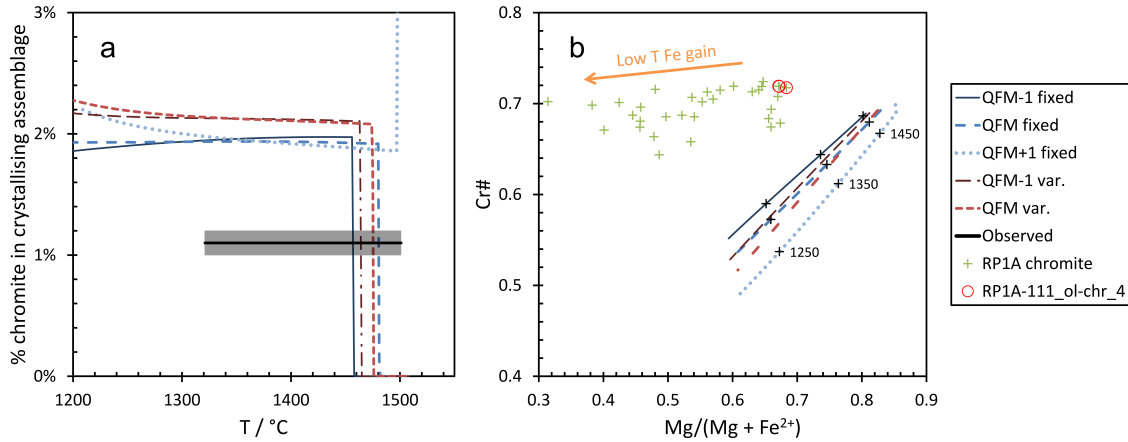 a
% chromite in crystallising assemblage
3%
2%
1%
0%
1200
1300
1400
1500
T / °C
b
Low T Fe gain
Cr#
0.8
0.7
0.6
0.5
0.4
1450
1350
1250
0.3
0.4
0.5
0.6
0.7
0.8
0.9
Mg/(Mg + Fe²⁺)
QFM-1 fixed
QFM fixed
QFM+1 fixed
QFM-1 var.
QFM var.
Observed
RP1A chromite
RP1A-111_ol-chr_4